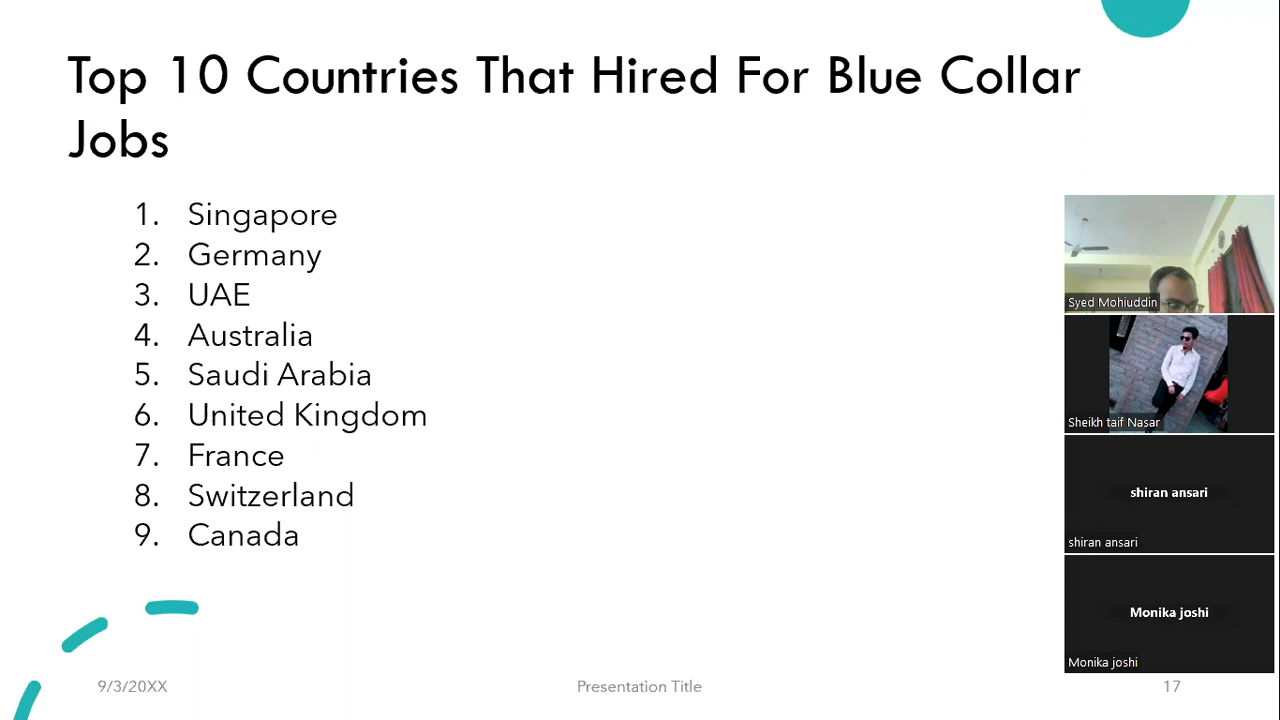 Top 10 Countries That Hired For Blue Collar
Jobs
1. Singapore
2. Germany
3. UAE
4. Australia
5. Saudi Arabia
6. United Kingdom
7. France
8. Switzerland
9. Canada
Syed Mohiuddin
Sheikh taif Nasar
shiran ansari
shiran ansari
Monika joshi
Monika joshi
9/3/20XX
Presentation Title
17